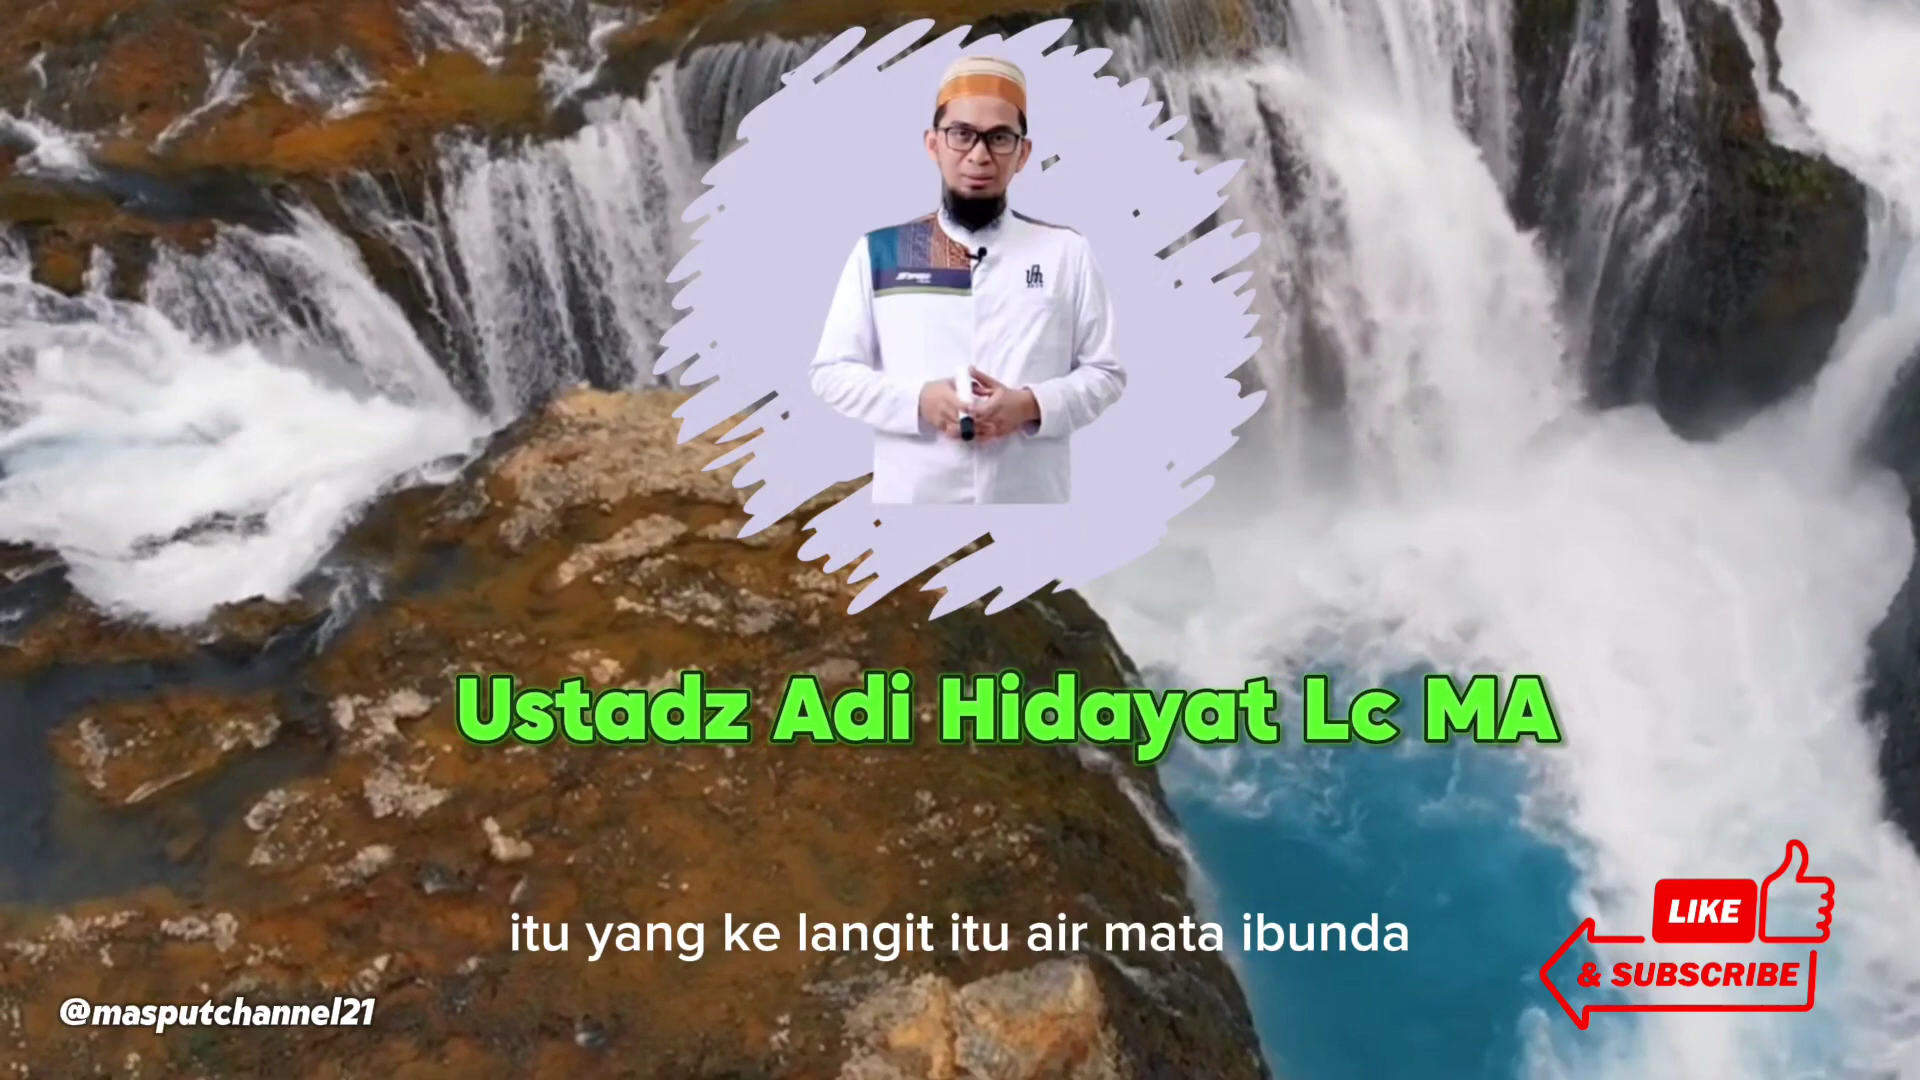 Ustadz Adi Hidayat Lc MA
itu yang ke langit itu air mata ibunda
LIKE
& SUBSCRIBE
@masputchannel21